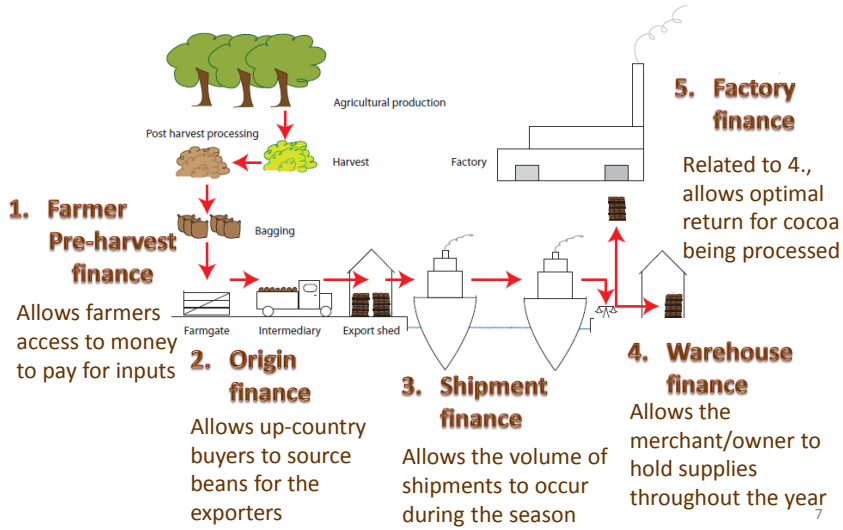 Agricultural production
Post harvest processing
Harvest
Factory
Bagging
Farmgate
Intermediary
Export shed
1. Farmer
Pre-harvest
finance
Allows farmers
access to money
to pay for inputs
2. Origin
finance
Allows up-country
buyers to source
beans for the
exporters
3. Shipment
finance
Allows the volume of
shipments to occur
during the season
4. Warehouse
finance
Allows the
merchant/owner to
hold supplies
throughout the year
5. Factory
finance
Related to 4.,
allows optimal
return for cocoa
being processed
7